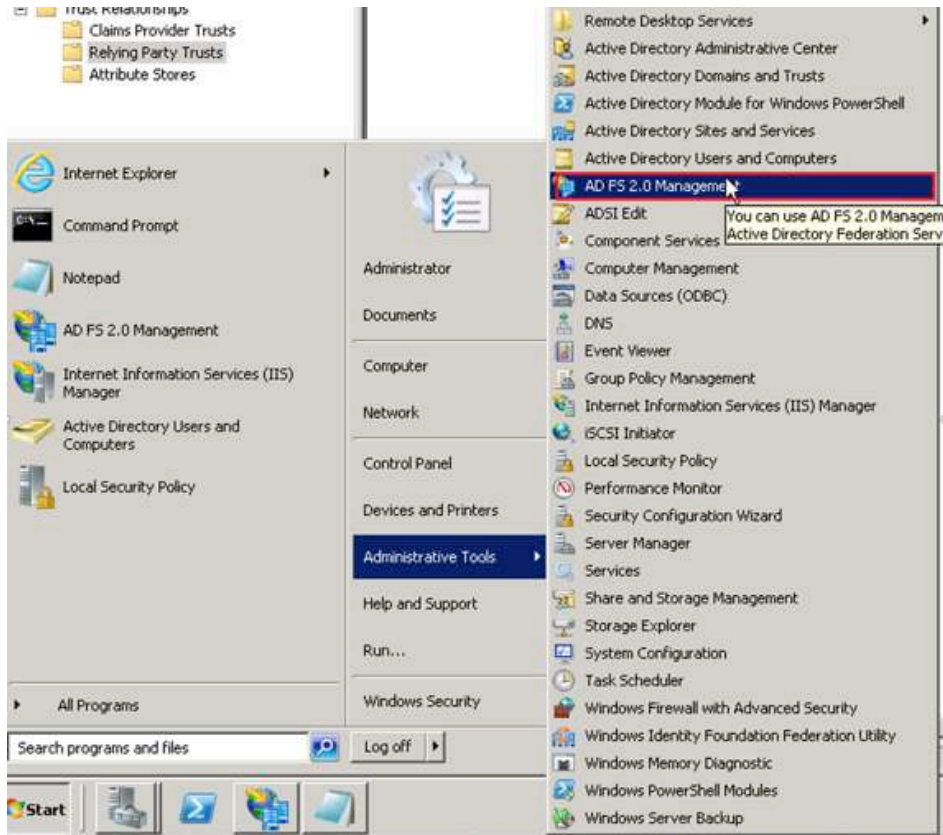 Trust Relationships
Claims Provider Trusts
Relying Party Trusts
Attribute Stores
Internet Explorer
Command Prompt
Notepad
AD FS 2.0 Management
Internet Information Services (IIS)
Manager
Active Directory Users and
Computers
Local Security Policy
All Programs
Search programs and files
Administrator
Documents
Computer
Network
Control Panel
Devices and Printers
Administrative Tools
Help and Support
Run...
Windows Security
Log off
Remote Desktop Services
Active Directory Administrative Center
Active Directory Domains and Trusts
Active Directory Module for Windows PowerShell
Active Directory Sites and Services
Active Directory Users and Computers
AD FS 2.0 Management
You can use AD FS 2.0 Managem
Active Directory Federation Serv
ADSI Edit
Component Services
Computer Management
Data Sources (ODBC)
DNS
Event Viewer
Group Policy Management
Internet Information Services (IIS) Manager
iSCSI Initiator
Local Security Policy
Performance Monitor
Security Configuration Wizard
Server Manager
Services
Share and Storage Management
Storage Explorer
System Configuration
Task Scheduler
Windows Firewall with Advanced Security
Windows Identity Foundation Federation Utility
Windows Memory Diagnostic
Windows PowerShell Modules
Windows Server Backup
Start